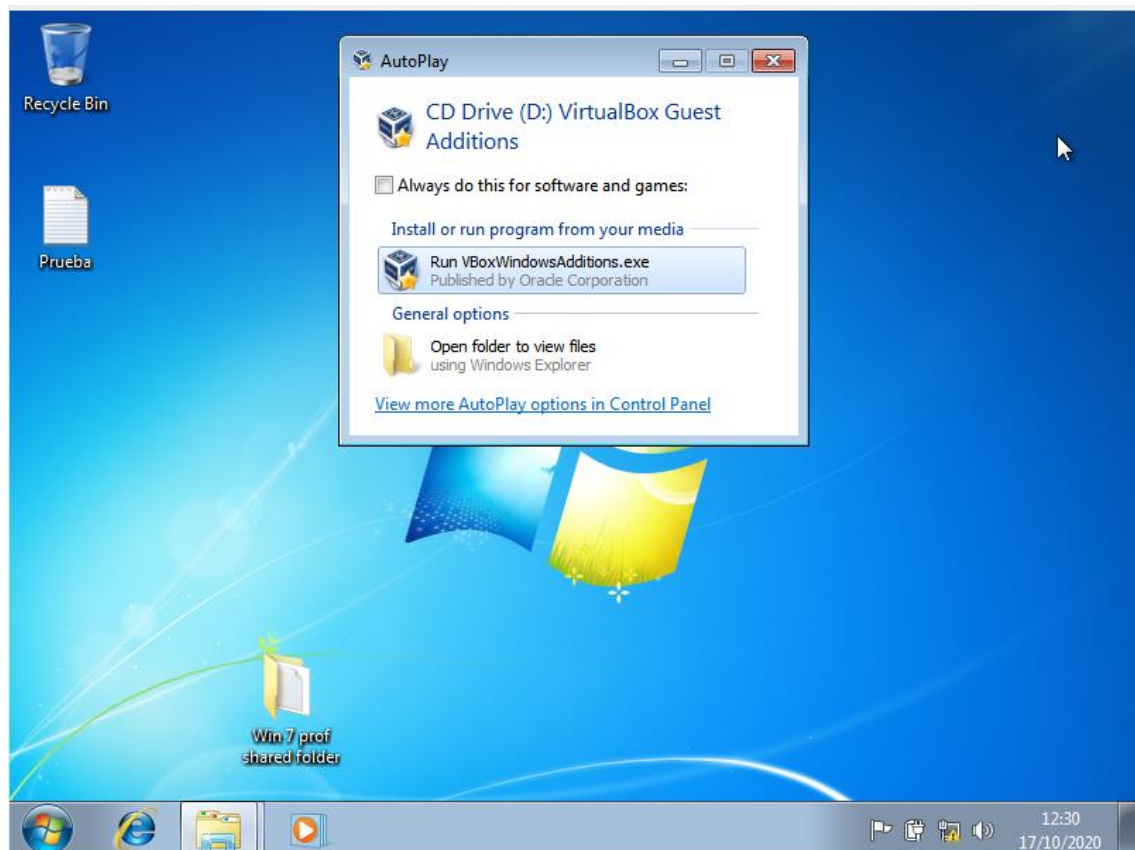 Recycle Bin
Prueba
AutoPlay
CD Drive (D:) VirtualBox Guest
Additions
Always do this for software and games:
Install or run program from your media
Run VBoxWindowsAdditions.exe
Published by Oracle Corporation
General options
Open folder to view files
using Windows Explorer
View more AutoPlay options in Control Panel
Win 7 prof
shared folder
12:30
17/10/2020